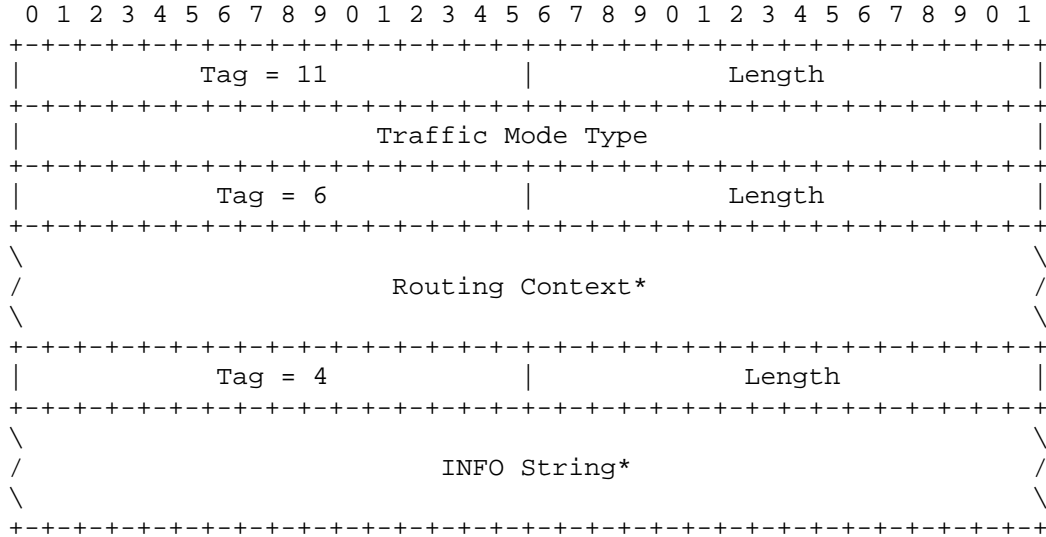 0 1 2 3 4 5 6 7 8 9 0 1 2 3 4 5 6 7 8 9 0 1 2 3 4 5 6 7 8 9 0 1
+-+-+-+-+-+-+-+-+-+-+-+-+-+-+-+-+-+-+-+-+-+-+-+-+-+-+-+-+-+-+-+-+
|           Tag = 11            |            Length             |
+-+-+-+-+-+-+-+-+-+-+-+-+-+-+-+-+-+-+-+-+-+-+-+-+-+-+-+-+-+-+-+-+
|                      Traffic Mode Type                        |
+-+-+-+-+-+-+-+-+-+-+-+-+-+-+-+-+-+-+-+-+-+-+-+-+-+-+-+-+-+-+-+-+
|            Tag = 6            |            Length             |
+-+-+-+-+-+-+-+-+-+-+-+-+-+-+-+-+-+-+-+-+-+-+-+-+-+-+-+-+-+-+-+-+
\                                                               \
/                       Routing Context*                        /
\                                                               \
+-+-+-+-+-+-+-+-+-+-+-+-+-+-+-+-+-+-+-+-+-+-+-+-+-+-+-+-+-+-+-+-+
|            Tag = 4            |             Length            |
+-+-+-+-+-+-+-+-+-+-+-+-+-+-+-+-+-+-+-+-+-+-+-+-+-+-+-+-+-+-+-+-+
\                                                               \
/                          INFO String*                         /
\                                                               \
+-+-+-+-+-+-+-+-+-+-+-+-+-+-+-+-+-+-+-+-+-+-+-+-+-+-+-+-+-+-+-+-+